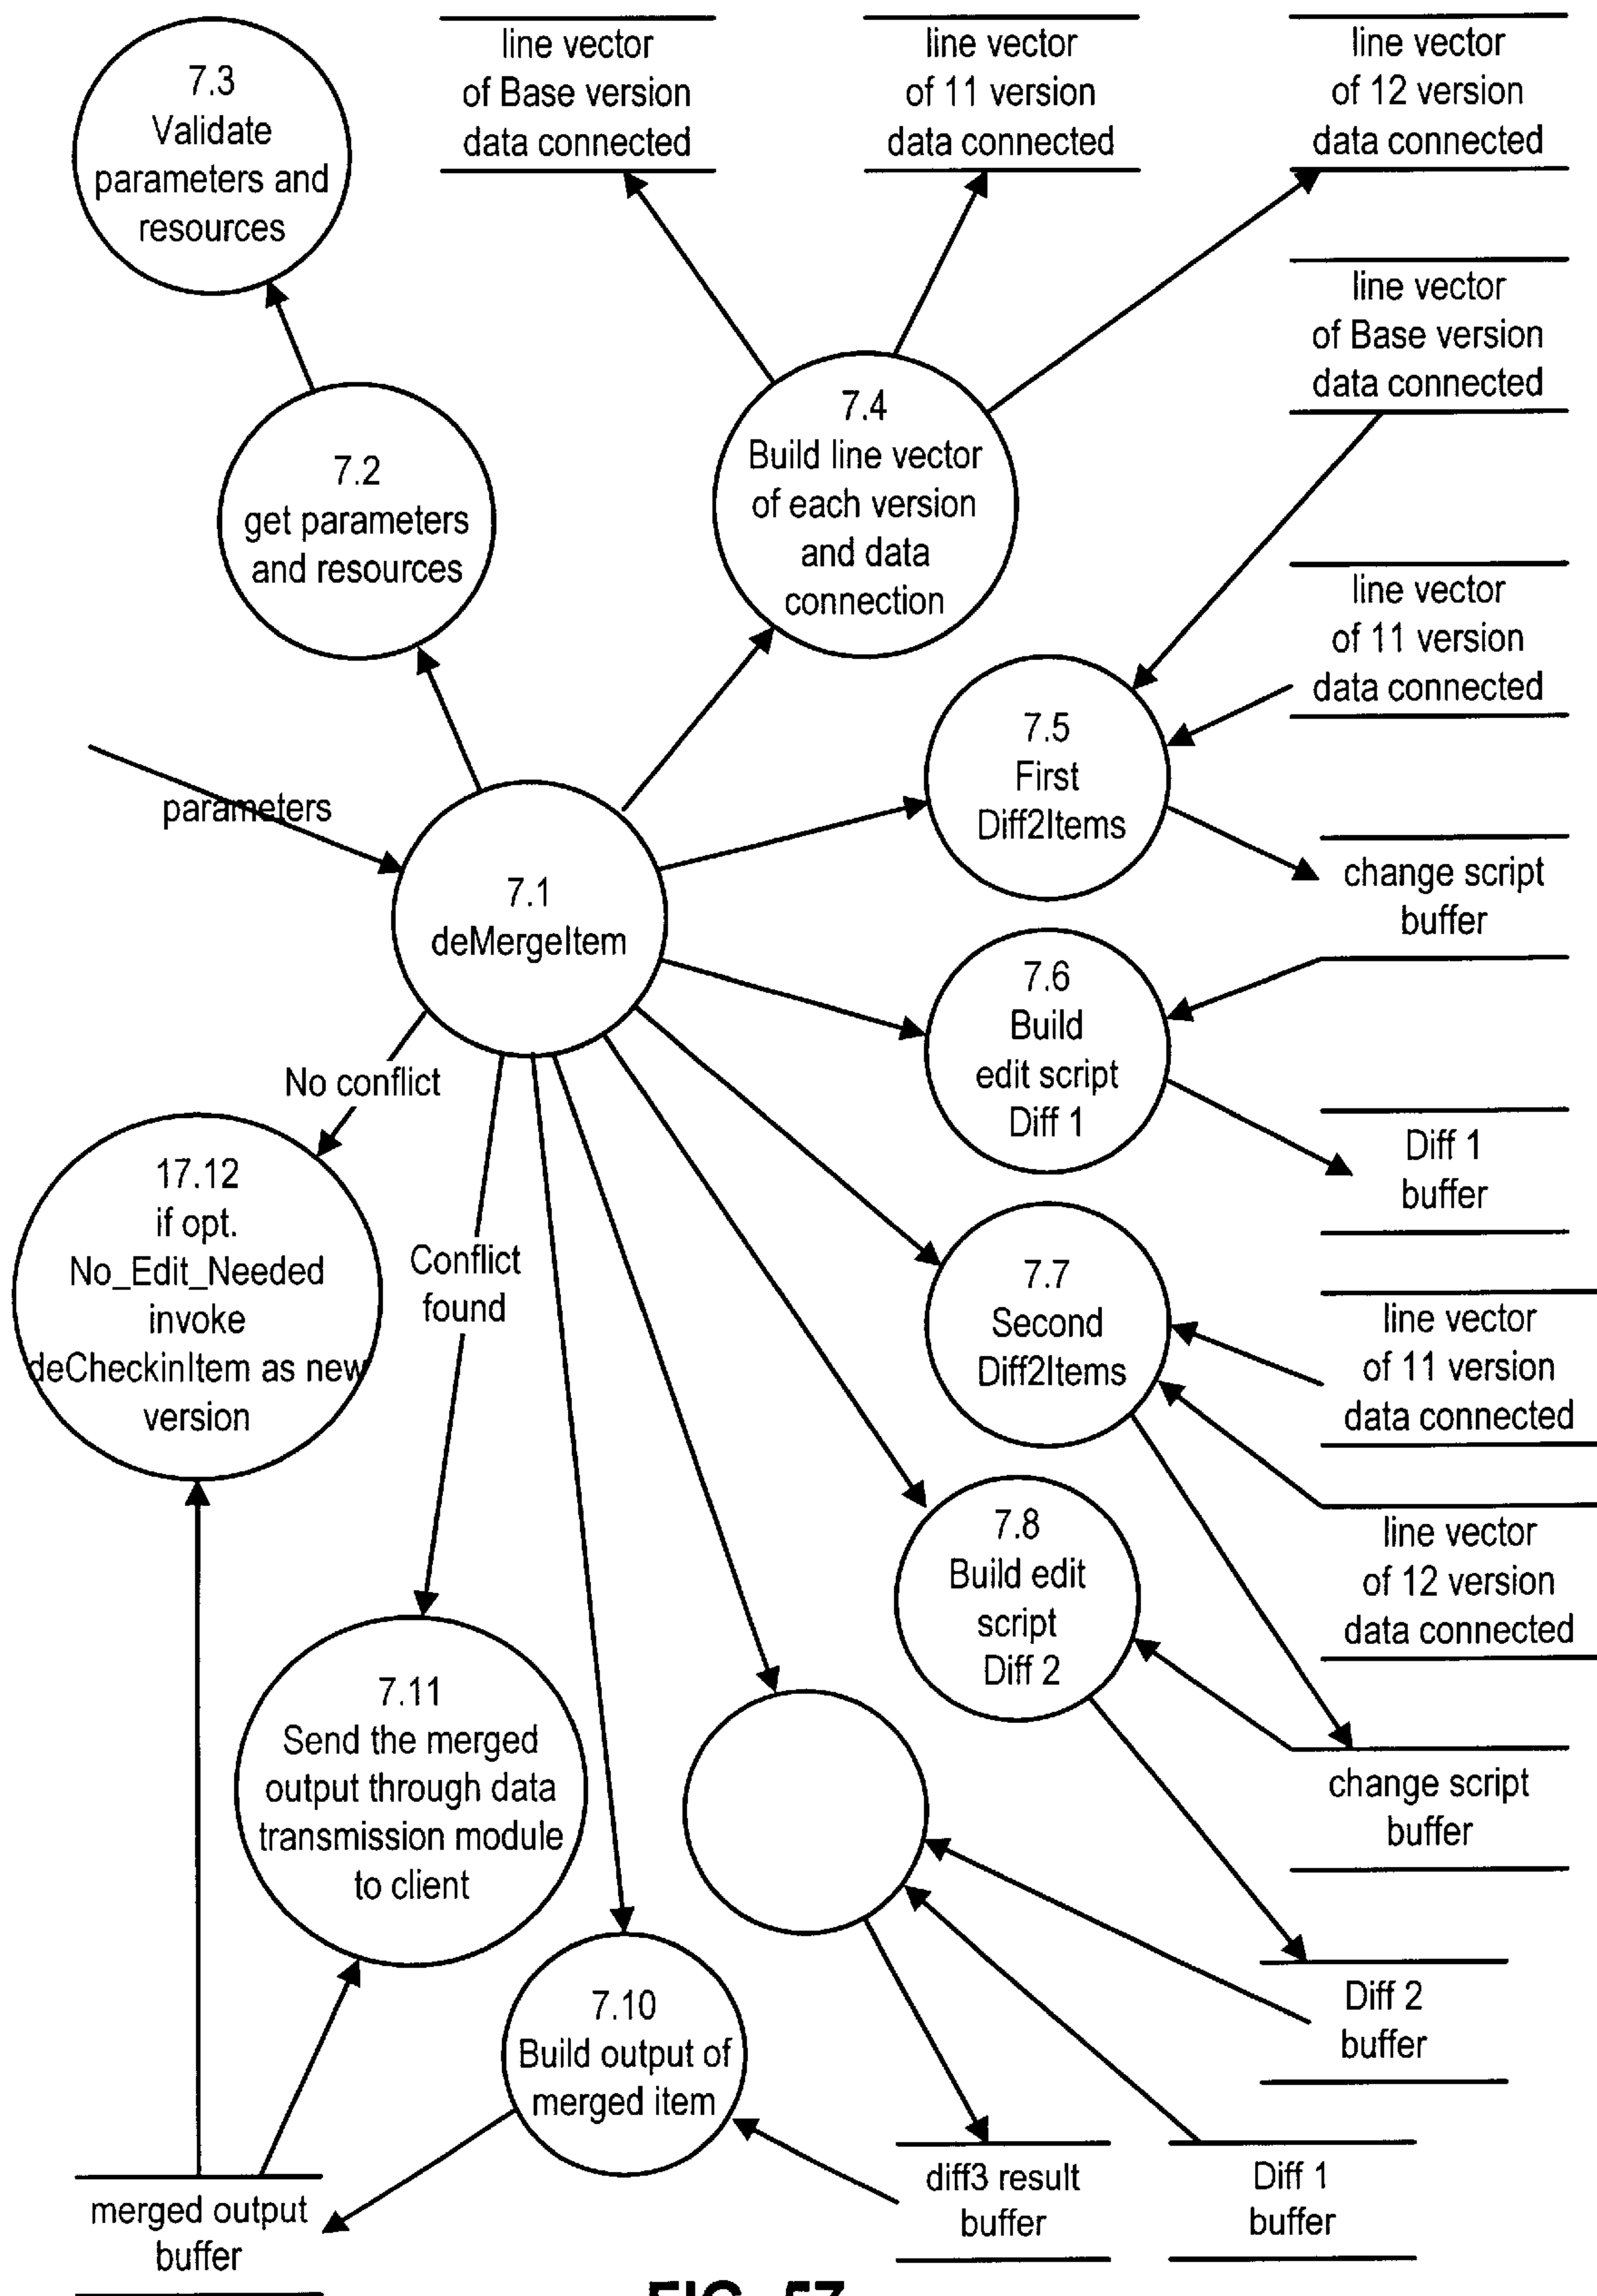 7.3
Validate
parameters and
resources
line vector
of Base version
data connected
line vector
of 11 version
data connected
line vector
of 12 version
data connected
line vector
of Base version
data connected
7.2
get parameters
and resources
7.4
Build line vector
of each version
and data
connection
line vector
of 11 version
data connected
7.5
First
Diff2Items
parameters
change script
buffer
7.1
deMergeItem
7.6
Build
edit script
Diff 1
No conflict
Diff 1
buffer
17.12
if opt.
No_Edit_Needed
invoke
deCheckinItem as new
version
Conflict
found
7.7
Second
Diff2Items
line vector
of 11 version
data connected
7.8
Build edit
script
Diff 2
line vector
of 12 version
data connected
7.11
Send the merged
output through data
transmission module
to client
change script
buffer
7.10
Build output of
merged item
Diff 2
buffer
merged output
buffer
diff3 result
buffer
Diff 1
buffer
FIG. 57